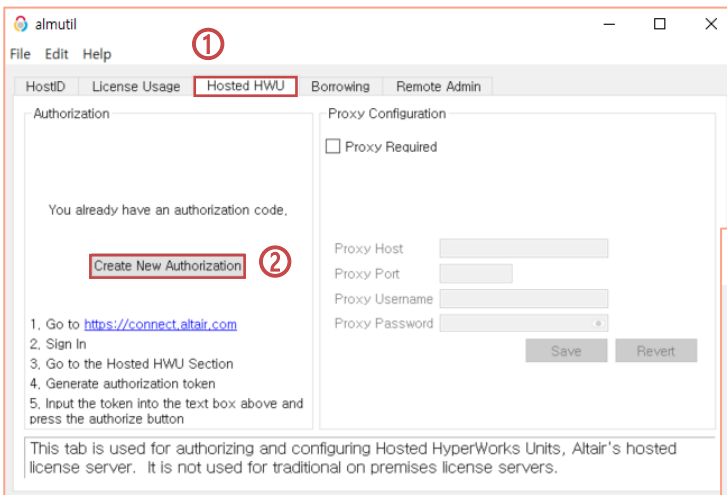 almutil
①
File Edit Help
HostID License Usage Hosted HWU Borrowing Remote Admin
Authorization
You already have an authorization code,
Create New Authorization
②
1, Go to https://connect,altair,com
2, Sign In
3, Go to the Hosted HWU Section
4, Generate authorization token
5, Input the token into the text box above and
press the authorize button
Proxy Configuration
Proxy Required
Proxy Host
Proxy Port
Proxy Username
Proxy Password
Save Revert
This tab is used for authorizing and configuring Hosted HyperWorks Units, Altair's hosted
license server. It is not used for traditional on premises license servers.